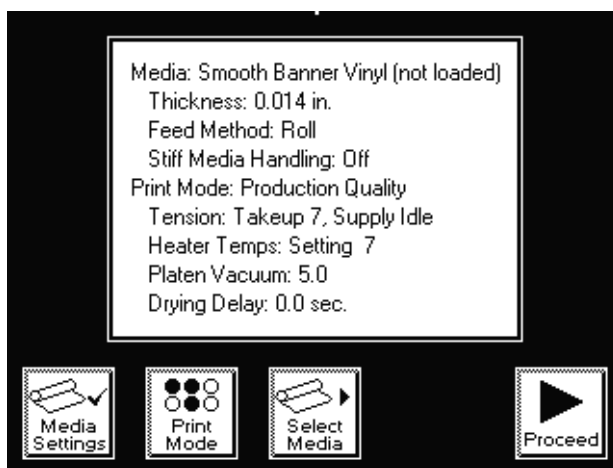 Media: Smooth Banner Vinyl (not loaded)
Thickness: 0.014 in.
Feed Method: Roll
Stiff Media Handling: Off
Print Mode: Production Quality
Tension: Takeup 7, Supply Idle
Heater Temps: Setting 7
Platen Vacuum: 5.0
Drying Delay: 0.0 sec.
Media
Settings
Print
Mode
Select
Media
Proceed